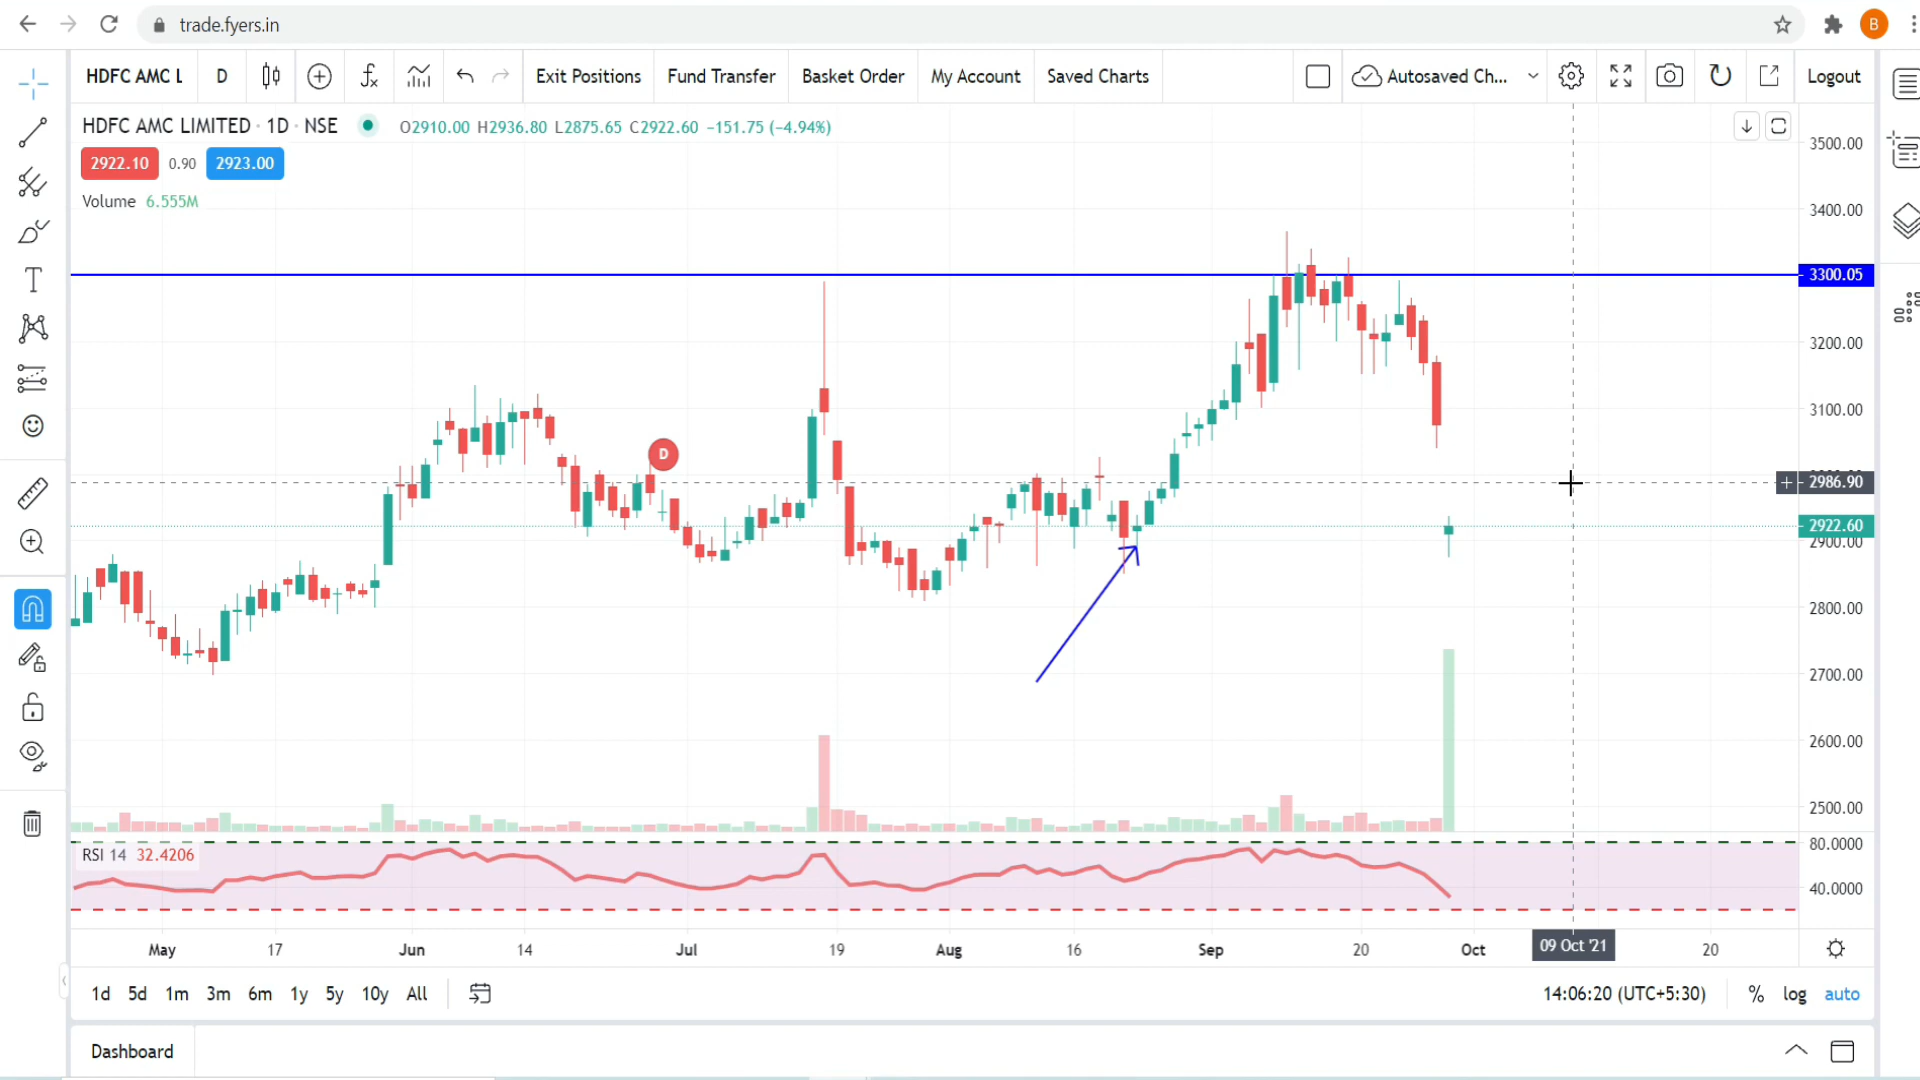 trade.fyers.in
B
HDFC AMC L D Exit Positions Fund Transfer Basket Order My Account Saved Charts Autosaved Ch... Logout
HDFC AMC LIMITED · 1D · NSE O2910.00 H2936.80 L2875.65 C2922.60 −151.75 (−4.94%)
2922.10 0.90 2923.00
Volume 6.555M
3500.00
3400.00
3300.05
3200.00
3100.00
D
2986.90
2922.60
2900.00
2800.00
2700.00
2600.00
2500.00
RSI 14 32.4206
80.0000
40.0000
May 17 Jun 14 Jul 19 Aug 16 Sep 20 Oct 09 Oct '21 20
1d 5d 1m 3m 6m 1y 5y 10y All 14:06:20 (UTC+5:30) % log auto
Dashboard